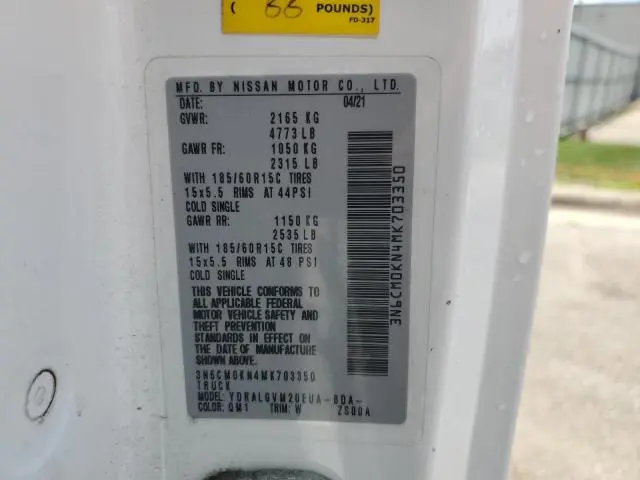 ( 88 POUNDS)
FD-317
MFD. BY NISSAN MOTOR CO., LTD.
DATE: 04/21
GVWR: 2165 KG
4773 LB
GAWR FR: 1050 KG
2315 LB
WITH 185/60R15C TIRES
15x5.5 RIMS AT 44PSI
COLD SINGLE
GAWR RR: 1150 KG
2535 LB
WITH 185/60R15C TIRES
15x5.5 RIMS AT 48 PSI
COLD SINGLE
THIS VEHICLE CONFORMS TO
ALL APPLICABLE FEDERAL
MOTOR VEHICLE SAFETY AND
THEFT PREVENTION
STANDARDS IN EFFECT ON
THE DATE OF MANUFACTURE
SHOWN ABOVE.
3N6CM0KN4MK703350
TRUCK
MODEL: YDRALGVM20EUA-BDA-
COLOR: QM1 TRIM: W 2S00A
3N6CM0KN4MK703350